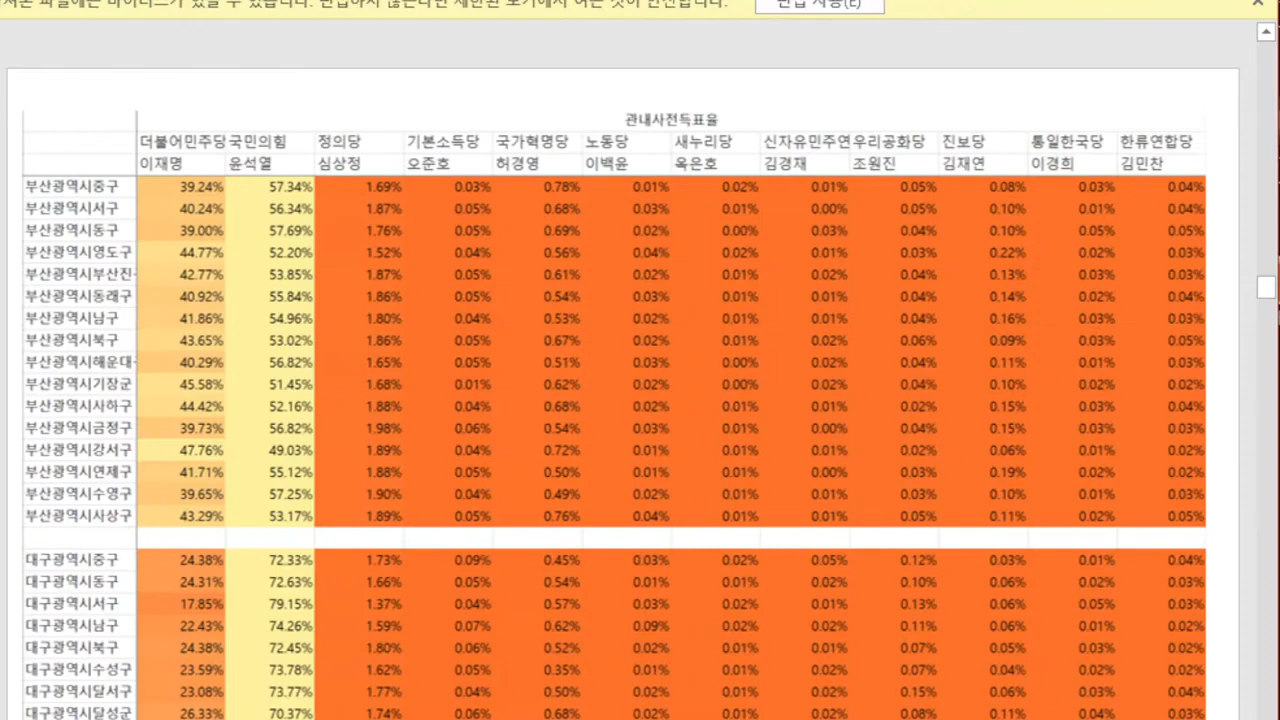 관내사전득표율
더불어민주당 국민의힘 정의당 기본소득당 국가혁명당 노동당 새누리당 신자유민주연 우리공화당 진보당 통일한국당 한류연합당
이재명 윤석열 심상정 오준호 허경영 이백윤 옥은호 김경재 조원진 김재연 이경희 김민찬
부산광역시중구 39.24% 57.34% 1.69% 0.03% 0.78% 0.01% 0.02% 0.01% 0.05% 0.08% 0.03% 0.04%
부산광역시서구 40.24% 56.34% 1.87% 0.05% 0.68% 0.03% 0.01% 0.00% 0.05% 0.10% 0.01% 0.04%
부산광역시동구 39.00% 57.69% 1.76% 0.05% 0.69% 0.02% 0.00% 0.03% 0.04% 0.10% 0.05% 0.05%
부산광역시영도구 44.77% 52.20% 1.52% 0.04% 0.56% 0.04% 0.02% 0.01% 0.03% 0.22% 0.02% 0.03%
부산광역시부산진 42.77% 53.85% 1.87% 0.05% 0.61% 0.02% 0.01% 0.02% 0.04% 0.13% 0.03% 0.03%
부산광역시동래구 40.92% 55.84% 1.86% 0.05% 0.54% 0.03% 0.01% 0.01% 0.04% 0.14% 0.02% 0.04%
부산광역시남구 41.86% 54.96% 1.80% 0.04% 0.53% 0.02% 0.01% 0.01% 0.04% 0.16% 0.03% 0.03%
부산광역시북구 43.65% 53.02% 1.86% 0.05% 0.67% 0.02% 0.01% 0.02% 0.06% 0.09% 0.03% 0.05%
부산광역시해운대 40.29% 56.82% 1.65% 0.05% 0.51% 0.03% 0.00% 0.02% 0.04% 0.11% 0.01% 0.03%
부산광역시기장군 45.58% 51.45% 1.68% 0.01% 0.62% 0.02% 0.00% 0.02% 0.04% 0.10% 0.02% 0.02%
부산광역시사하구 44.42% 52.16% 1.88% 0.04% 0.68% 0.02% 0.01% 0.01% 0.02% 0.15% 0.03% 0.04%
부산광역시금정구 39.73% 56.82% 1.98% 0.06% 0.54% 0.03% 0.01% 0.00% 0.04% 0.15% 0.03% 0.02%
부산광역시강서구 47.76% 49.03% 1.89% 0.04% 0.72% 0.01% 0.01% 0.01% 0.02% 0.06% 0.01% 0.02%
부산광역시연제구 41.71% 55.12% 1.88% 0.05% 0.50% 0.01% 0.01% 0.00% 0.03% 0.19% 0.02% 0.02%
부산광역시수영구 39.65% 57.25% 1.90% 0.04% 0.49% 0.02% 0.01% 0.01% 0.03% 0.10% 0.01% 0.03%
부산광역시사상구 43.29% 53.17% 1.89% 0.05% 0.76% 0.04% 0.01% 0.01% 0.05% 0.11% 0.02% 0.05%
대구광역시중구 24.38% 72.33% 1.73% 0.09% 0.45% 0.03% 0.02% 0.05% 0.12% 0.03% 0.01% 0.04%
대구광역시동구 24.31% 72.63% 1.66% 0.05% 0.54% 0.01% 0.01% 0.02% 0.10% 0.06% 0.02% 0.03%
대구광역시서구 17.85% 79.15% 1.37% 0.04% 0.57% 0.03% 0.02% 0.01% 0.13% 0.06% 0.05% 0.03%
대구광역시남구 22.43% 74.26% 1.59% 0.07% 0.62% 0.09% 0.02% 0.02% 0.11% 0.06% 0.01% 0.02%
대구광역시북구 24.38% 72.45% 1.80% 0.06% 0.52% 0.02% 0.01% 0.01% 0.07% 0.05% 0.03% 0.02%
대구광역시수성구 23.59% 73.78% 1.62% 0.05% 0.35% 0.01% 0.01% 0.02% 0.07% 0.04% 0.02% 0.02%
대구광역시달서구 23.08% 73.77% 1.77% 0.04% 0.50% 0.02% 0.01% 0.02% 0.15% 0.06% 0.03% 0.04%
대구광역시달성군 26.33% 70.37% 1.74% 0.06% 0.68% 0.02% 0.01% 0.02% 0.08% 0.11% 0.04% 0.03%